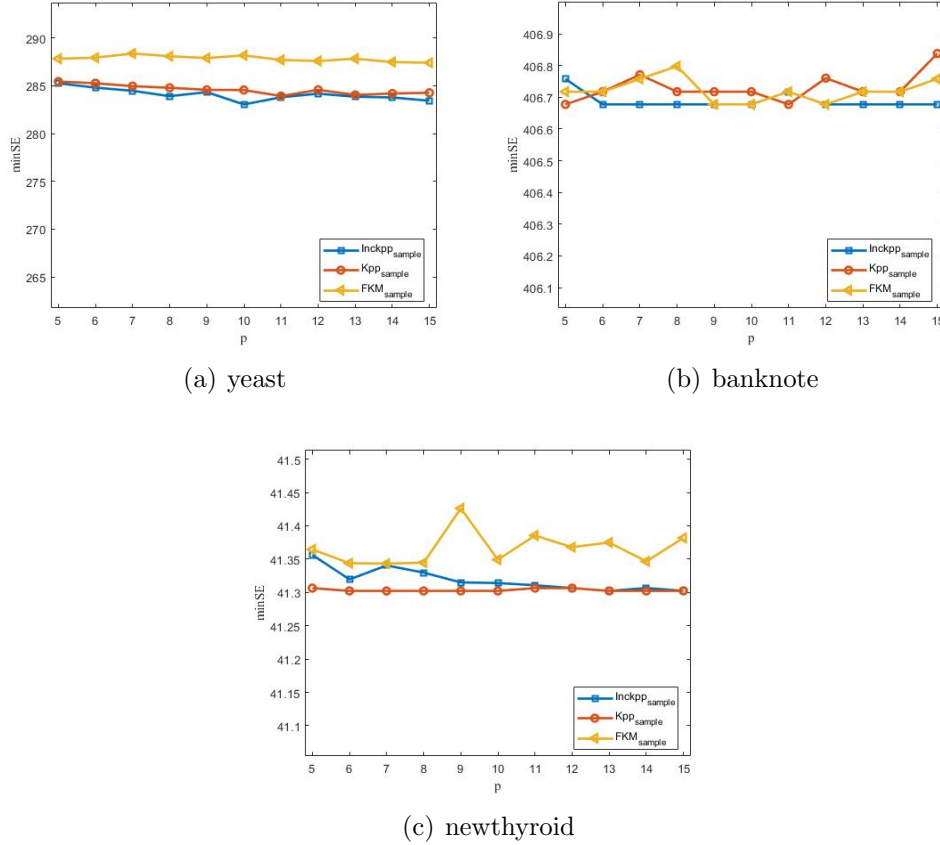 290
285
280
275
270
265
minSE
Inckpp_sample
Kpp_sample
FKM_sample
5 6 7 8 9 10 11 12 13 14 15
p
(a) yeast
406.9
406.8
406.7
406.6
406.5
406.4
406.3
406.2
406.1
minSE
Inckpp_sample
Kpp_sample
FKM_sample
5 6 7 8 9 10 11 12 13 14 15
p
(b) banknote
41.5
41.45
41.4
41.35
41.3
41.25
41.2
41.15
41.1
minSE
Inckpp_sample
Kpp_sample
FKM_sample
5 6 7 8 9 10 11 12 13 14 15
p
(c) newthyroid